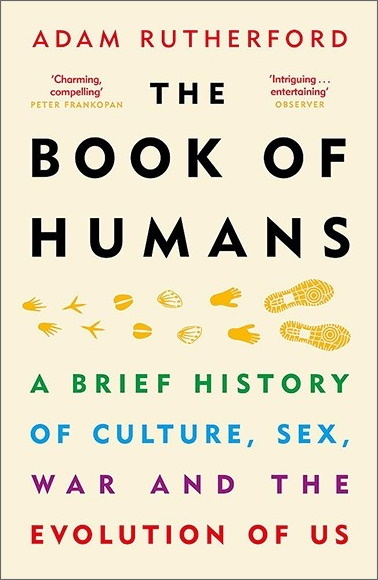 ADAM RUTHERFORD
'Charming,
compelling'
PETER FRANKOPAN
THE
'Intriguing...
entertaining'
OBSERVER
BOOK OF
HUMANS
A BRIEF HISTORY
OF CULTURE, SEX,
WAR AND THE
EVOLUTION OF US